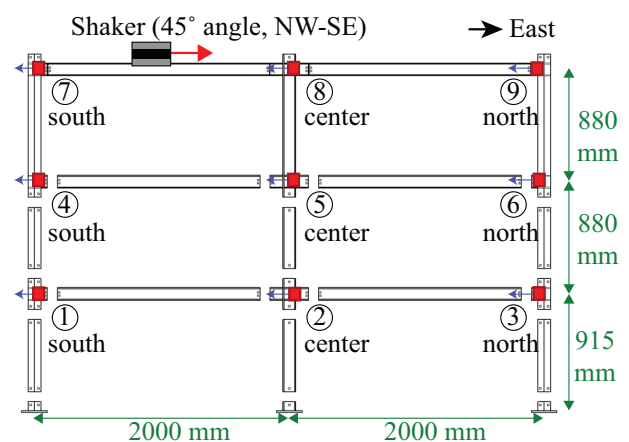 Shaker (45˚ angle, NW-SE)
East
⑦
south
⑧
center
⑨
north
880
mm
④
south
⑤
center
⑥
north
880
mm
①
south
②
center
③
north
915
mm
2000 mm
2000 mm